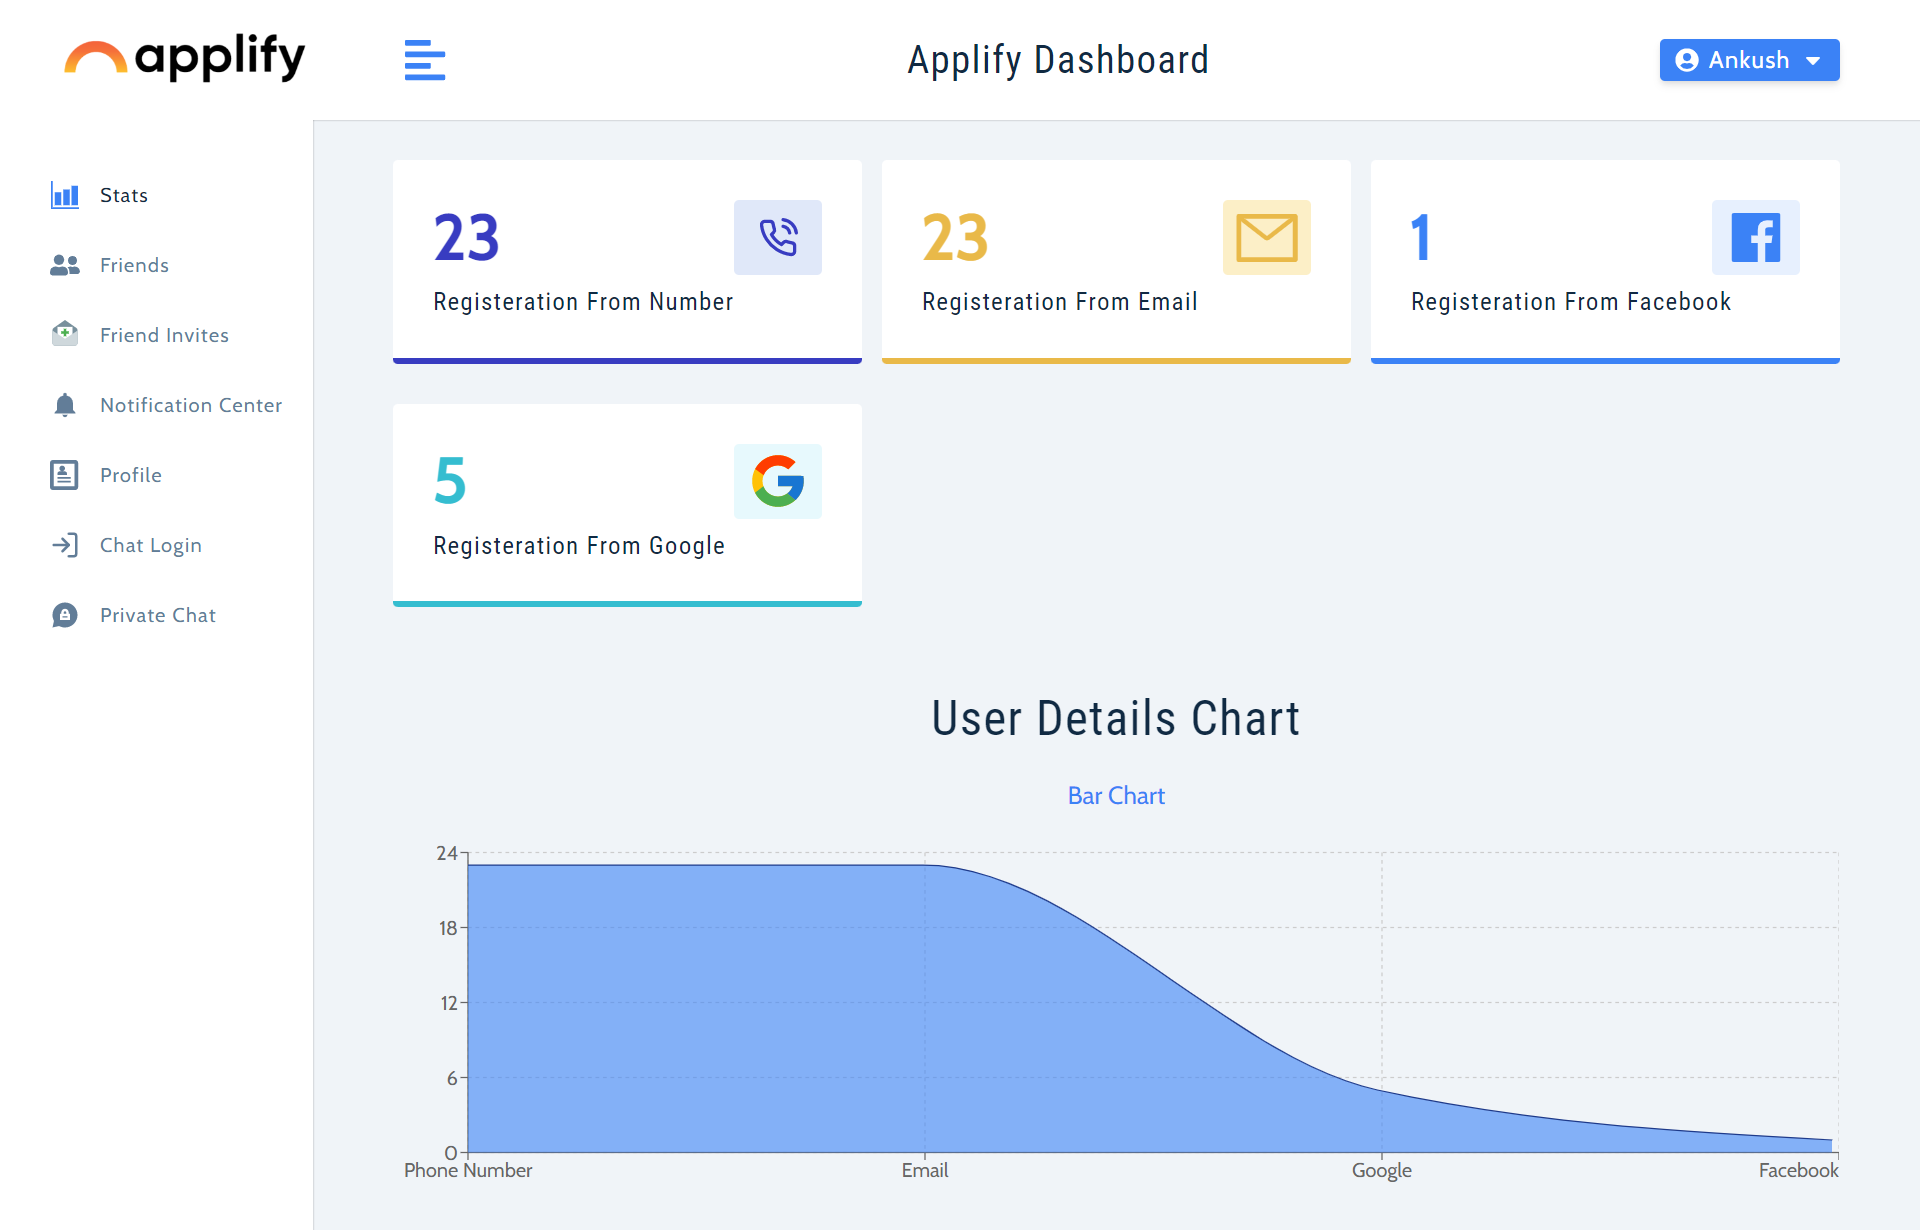 applify
Applify Dashboard
Ankush
Stats
Friends
Friend Invites
Notification Center
Profile
Chat Login
Private Chat
23
Registeration From Number
23
Registeration From Email
1
Registeration From Facebook
5
Registeration From Google
User Details Chart
Bar Chart
24
18
12
6
0
Phone Number Email Google Facebook